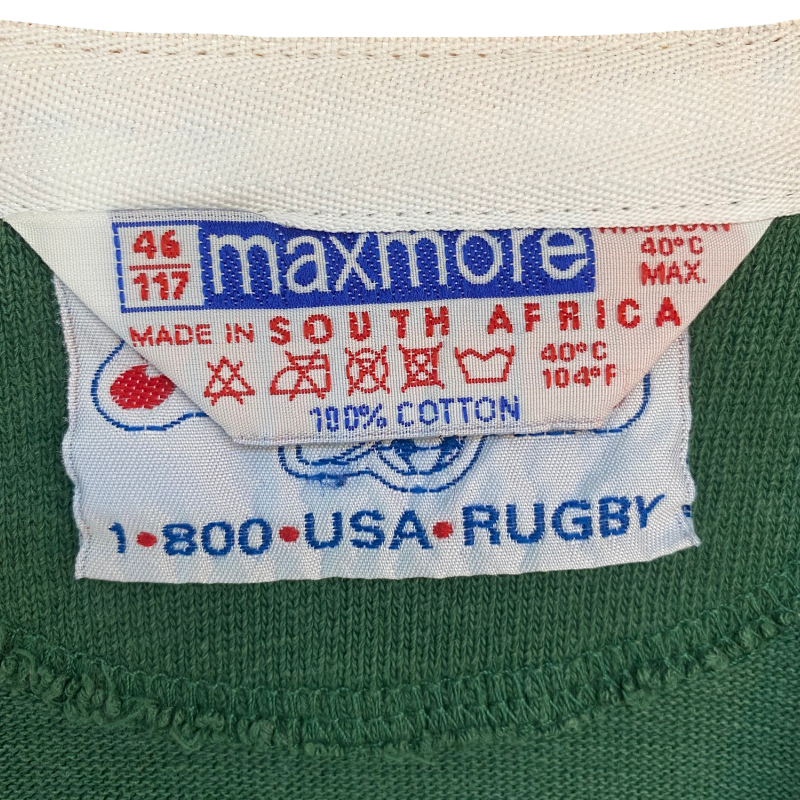 46
117
maxmore
40°C
MAX.
MADE IN SOUTH AFRICA
40°C
104°F
100% COTTON
1•800•USA•RUGBY